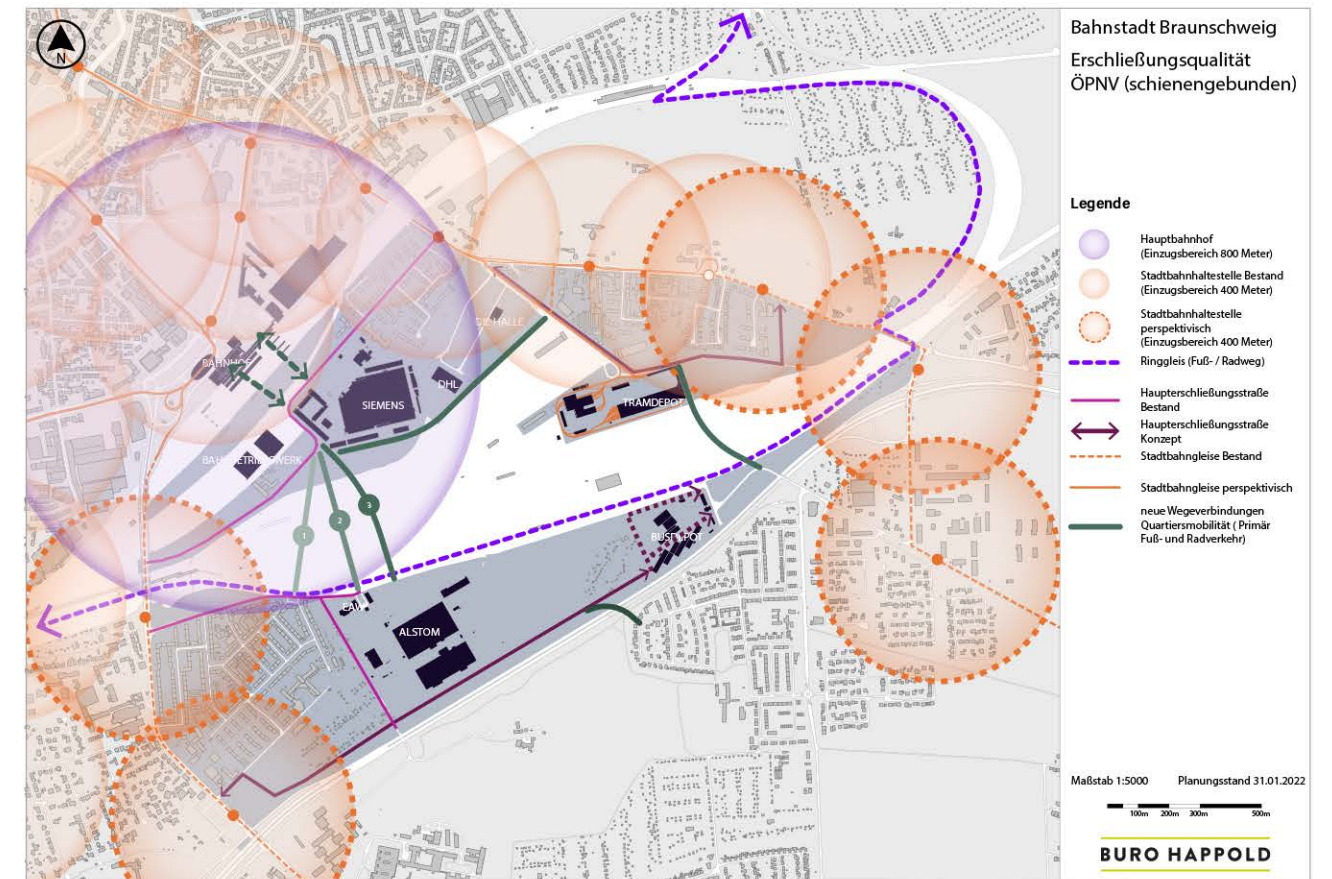 N
Bahnstadt Braunschweig
Erschließungsqualität
ÖPNV (schienengebunden)
Legende
Hauptbahnhof
(Einzugsbereich 800 Meter)
Stadtbahnhaltestelle Bestand
(Einzugsbereich 400 Meter)
Stadtbahnhaltestelle
perspektivisch
(Einzugsbereich 400 Meter)
Ringgleis (Fuß- / Radweg)
Haupterschließungsstraße
Bestand
Haupterschließungsstraße
Konzept
Stadtbahngleise Bestand
Stadtbahngleise perspektivisch
neue Wegeverbindungen
Quartiersmobilität ( Primär
Fuß- und Radverkehr)
BAHNHOF
SIEMENS
DHL
TRAMDEPOT
1
2
3
EAW
ALSTOM
Maßstab 1:5000 Planungsstand 31.01.2022
100m 200m 300m 500m
BURO HAPPOLD